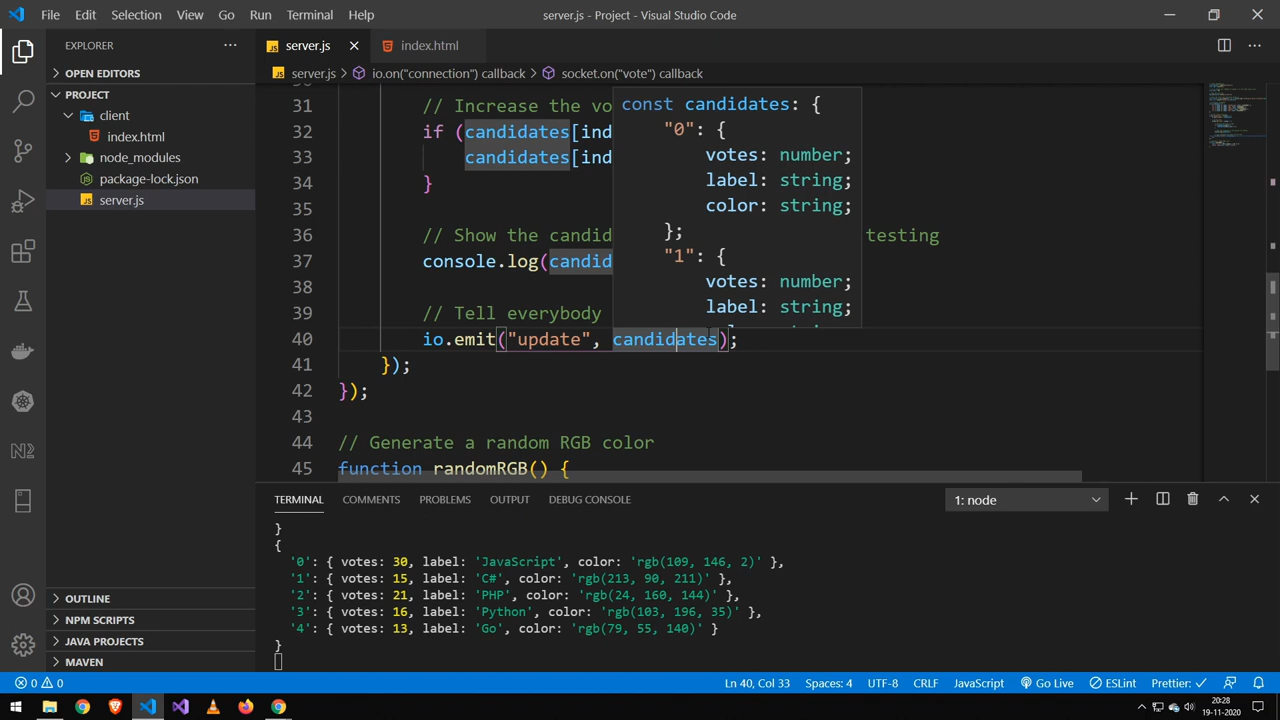 File Edit Selection View Go Run Terminal Help server.js - Project - Visual Studio Code
EXPLORER
OPEN EDITORS
PROJECT
client
index.html
node_modules
package-lock.json
server.js
OUTLINE
NPM SCRIPTS
JAVA PROJECTS
MAVEN
server.js index.html
server.js > io.on("connection") callback > socket.on("vote") callback
31 // Increase the vo
32 if (candidates[ind
33 candidates[ind
34 }
35
36 // Show the candid testing
37 console.log(candid
38
39 // Tell everybody
40 io.emit("update", candidates);
41 });
42 });
43
44 // Generate a random RGB color
45 function randomRGB() {
const candidates: {
"0": {
votes: number;
label: string;
color: string;
};
"1": {
votes: number;
label: string;
TERMINAL COMMENTS PROBLEMS OUTPUT DEBUG CONSOLE 1: node
}
{
'0': { votes: 30, label: 'JavaScript', color: 'rgb(109, 146, 2)' },
'1': { votes: 15, label: 'C#', color: 'rgb(213, 90, 211)' },
'2': { votes: 21, label: 'PHP', color: 'rgb(24, 160, 144)' },
'3': { votes: 16, label: 'Python', color: 'rgb(103, 196, 35)' },
'4': { votes: 13, label: 'Go', color: 'rgb(79, 55, 140)' }
}
0 0 Ln 40, Col 33 Spaces: 4 UTF-8 CRLF JavaScript Go Live ESLint Prettier: ✓
20:28
19-11-2020